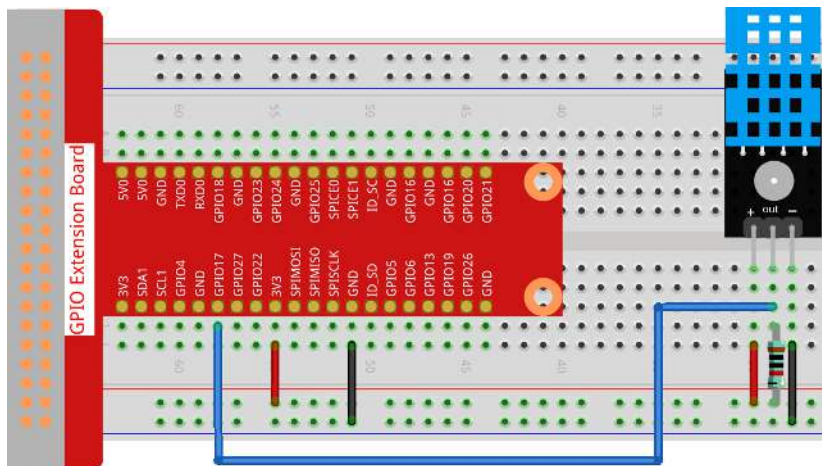 60
55
50
45
40
35
5V0
5V0
GND
TXD0
RXD0
GPIO18
GND
GPIO23
GPIO24
GND
GPIO25
SPICE0
SPICE1
ID_SC
GND
GPIO16
GND
GPIO16
GPIO20
GPIO21
GPIO Extension Board
3V3
SDA1
SCL1
GPIO4
GND
GPIO17
GPIO27
GPIO22
3V3
SPIMOSI
SPIMISO
SPISCLK
GND
ID_SD
GND
GPIO5
GPIO6
GPIO13
GPIO19
GPIO26
GND
+ out −
60
50
45
40